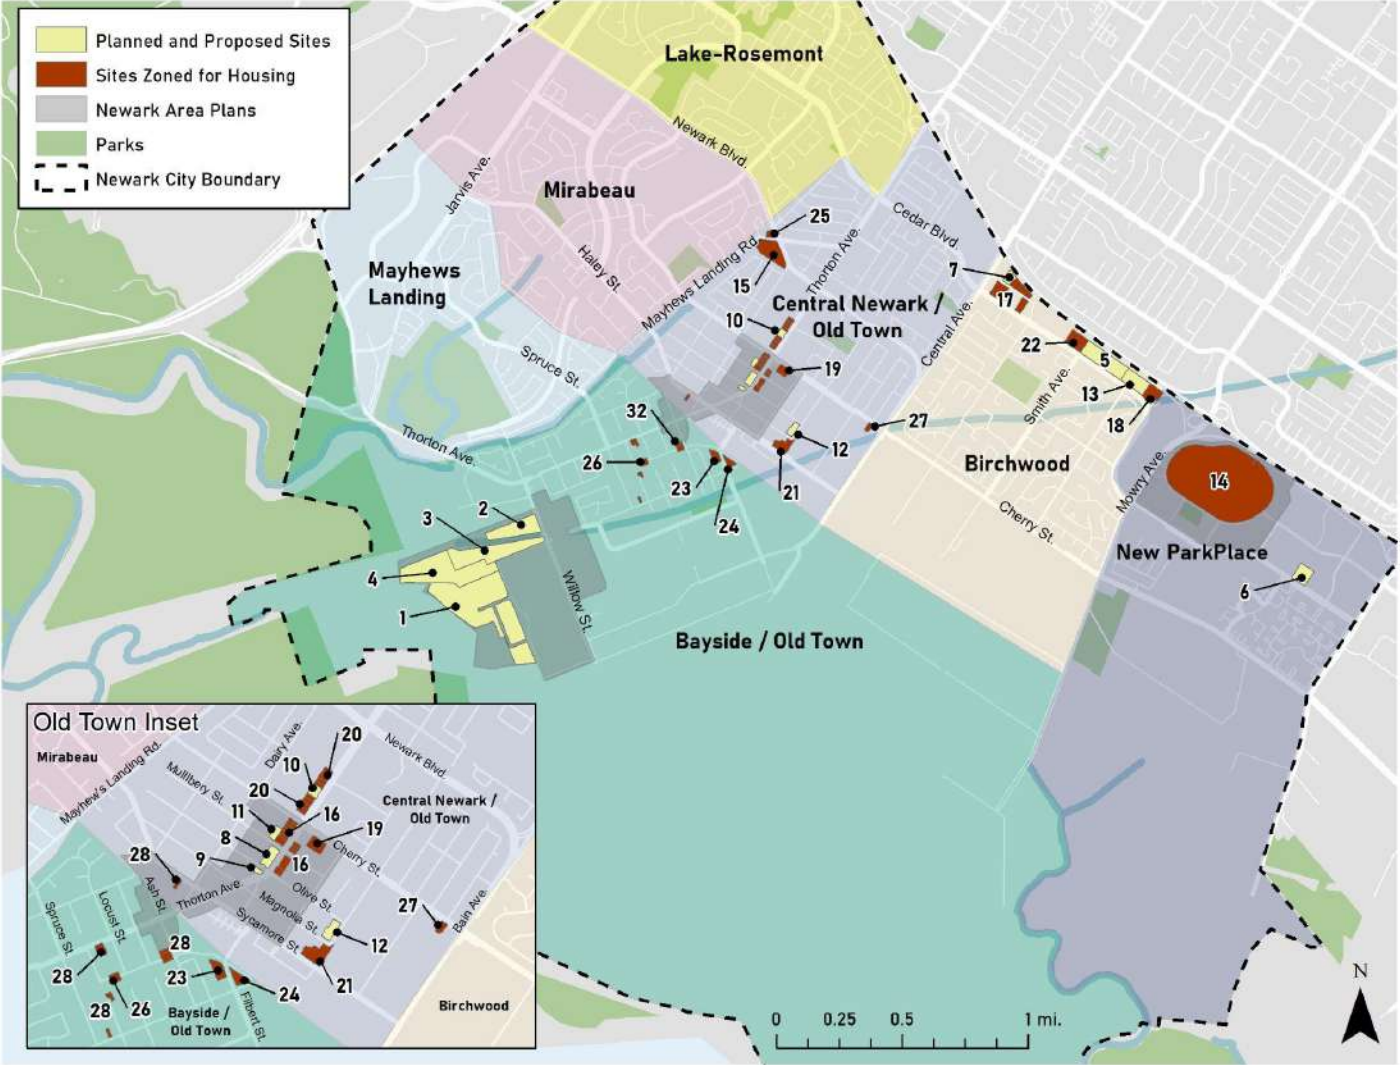 Planned and Proposed Sites
Sites Zoned for Housing
Newark Area Plans
Parks
Newark City Boundary
Lake-Rosemont
Newark Blvd.
Jarvis Ave.
Mirabeau
Haley St.
Mayhews
Landing
Mayhews Landing Rd.
25
15
Thorton Ave.
Cedar Blvd.
10
Central Newark /
Old Town
Central Ave.
7
17
22
5
13
18
Smith Ave.
19
Spruce St.
Thorton Ave.
32
26
23
24
12
21
27
Birchwood
Cherry St.
Mowry Ave.
14
New ParkPlace
6
2
3
4
1
Willow St.
Bayside / Old Town
Old Town Inset
Mirabeau
Mayhew's Landing Rd.
Mullibery St.
Dairy Ave.
Newark Blvd.
20
10
20
11
16
8
9
19
16
Central Newark /
Old Town
Cherry St.
28
Ash St.
Thorton Ave.
Olive St.
Magnolia St.
Sycamore St.
27
Bain Ave.
12
21
Spruce St.
Locust St.
28
28
23
24
26
28
Filbert St.
Bayside /
Old Town
Birchwood
0 0.25 0.5 1 mi.
N